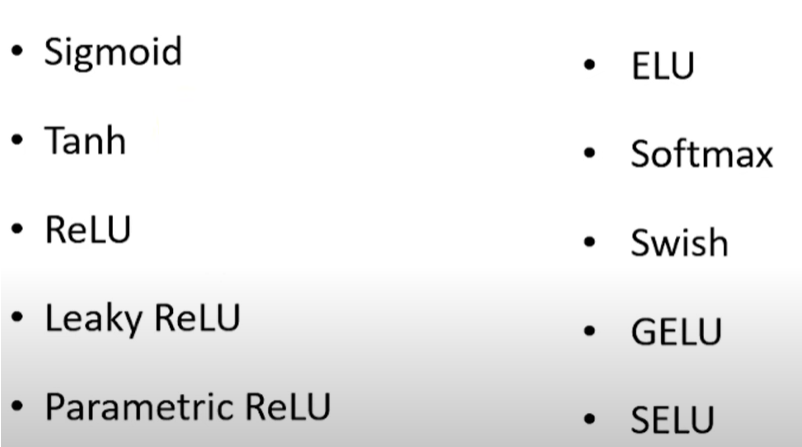 • Sigmoid
• Tanh
• ReLU
• Leaky ReLU
• Parametric ReLU
• ELU
• Softmax
• Swish
• GELU
• SELU